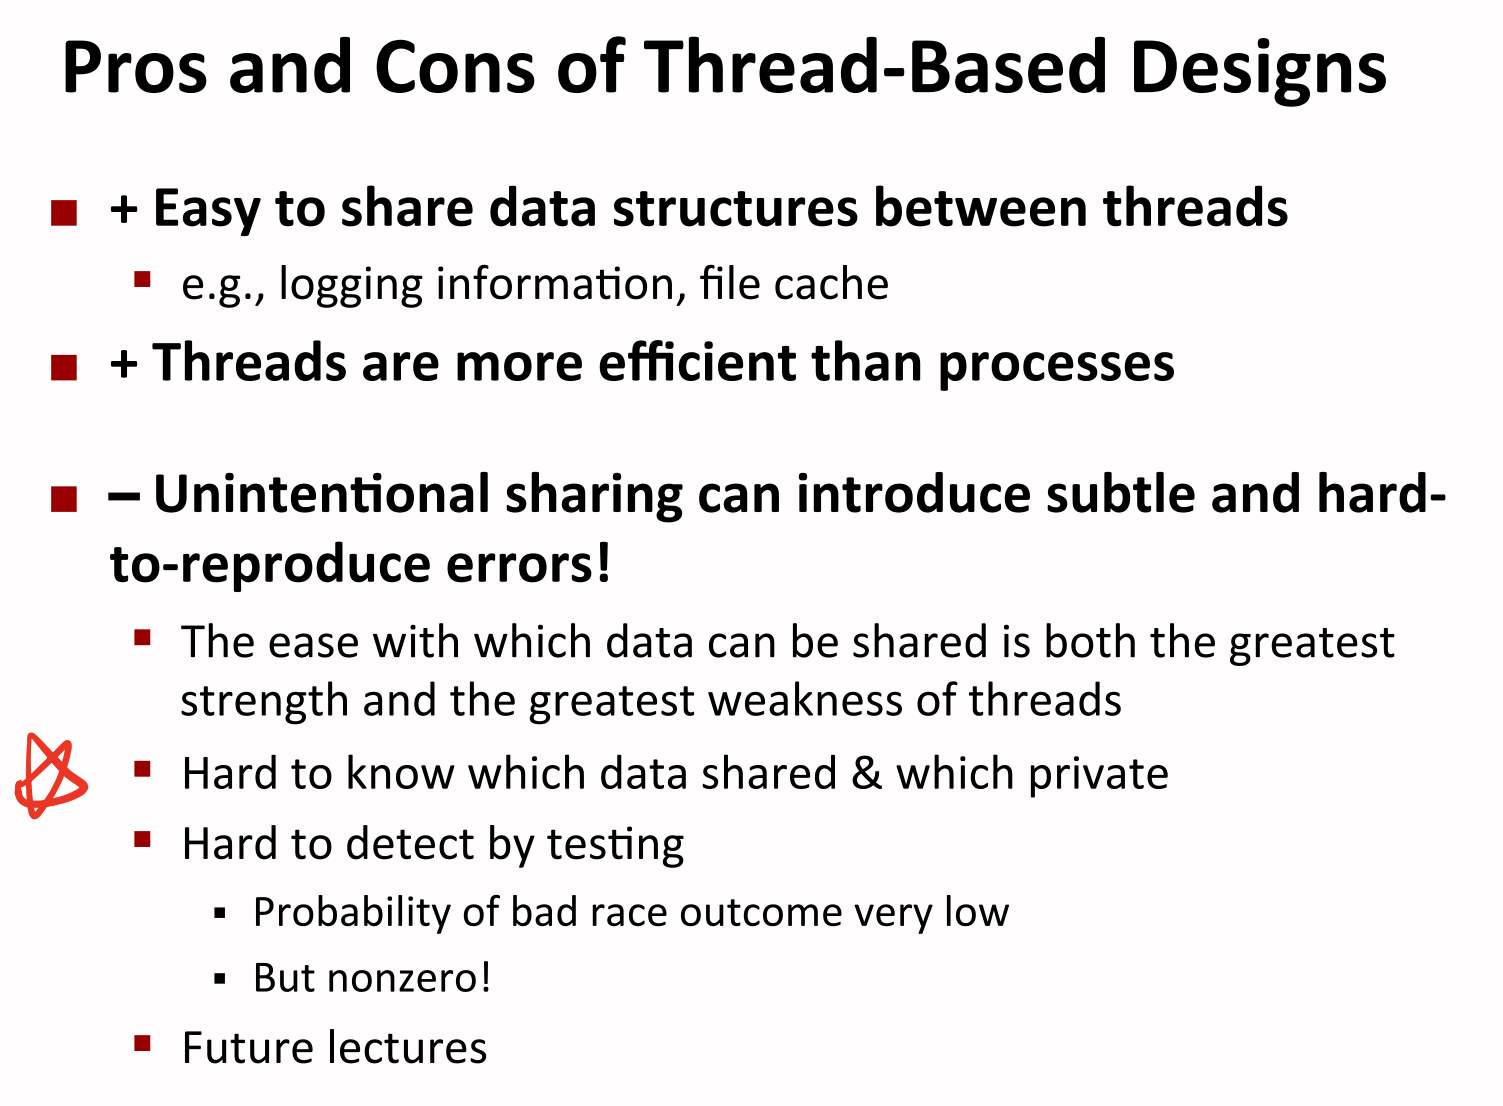 Pros and Cons of Thread-Based Designs
+ Easy to share data structures between threads
e.g., logging information, file cache
+ Threads are more efficient than processes
– Unintentional sharing can introduce subtle and hard-
to-reproduce errors!
The ease with which data can be shared is both the greatest
strength and the greatest weakness of threads
Hard to know which data shared & which private
Hard to detect by testing
Probability of bad race outcome very low
But nonzero!
Future lectures